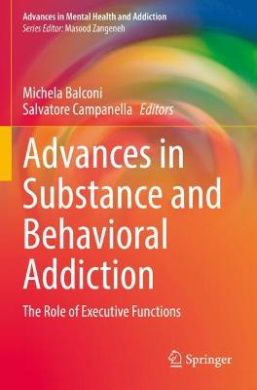 Advances in Mental Health and Addiction
Series Editor: Masood Zangeneh
Michela Balconi
Salvatore Campanella Editors
Advances in
Substance and
Behavioral
Addiction
The Role of Executive Functions
Springer